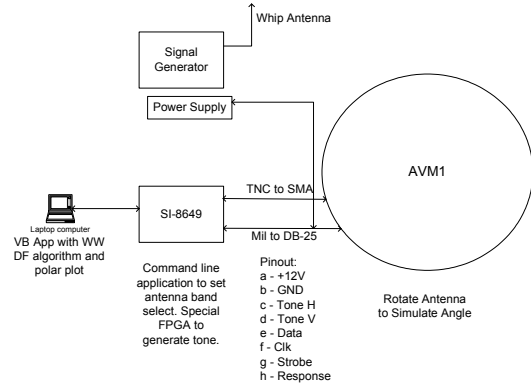 Whip Antenna
Signal
Generator
Power Supply
AVM1
TNC to SMA
SI-8649
Mil to DB-25
Laptop computer
VB App with WW
DF algorithm and
polar plot
Command line
application to set
antenna band
select. Special
FPGA to
generate tone.
Pinout:
a - +12V
b - GND
c - Tone H
d - Tone V
e - Data
f - Clk
g - Strobe
h - Response
Rotate Antenna
to Simulate Angle